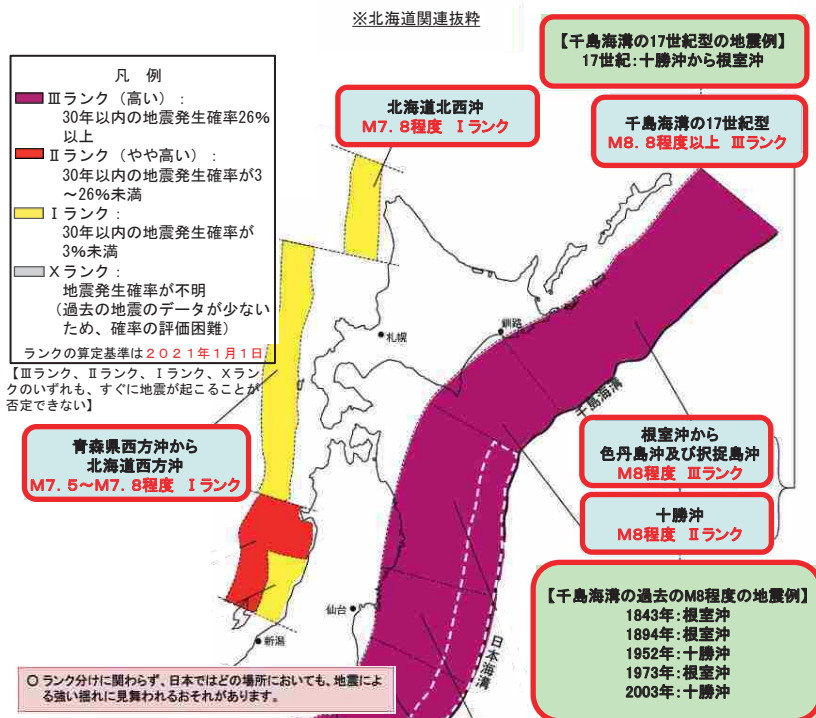 ※北海道関連抜粋
【千島海溝の17世紀型の地震例】
17世紀:十勝沖から根室沖
凡　例
Ⅲランク（高い）：
30年以内の地震発生確率26%
以上
Ⅱランク（やや高い）：
30年以内の地震発生確率が3
～26%未満
Ⅰランク：
30年以内の地震発生確率が
3%未満
Ｘランク：
地震発生確率が不明
（過去の地震のデータが少ない
ため、確率の評価困難）
ランクの算定基準は２０２１年１月１日
【Ⅲランク、Ⅱランク、Ⅰランク、Ｘラン
クのいずれも、すぐに地震が起こることが
否定できない】
北海道北西沖
M7.8程度 Ⅰランク
千島海溝の17世紀型
M8.8程度以上 Ⅲランク
札幌
釧路
千島海溝
青森県西方沖から
北海道西方沖
M7.5～M7.8程度 Ⅰランク
根室沖から
色丹島沖及び択捉島沖
M8程度 Ⅲランク
十勝沖
M8程度 Ⅱランク
仙台
新潟
日本海溝
【千島海溝の過去のM8程度の地震例】
1843年:根室沖
1894年:根室沖
1952年:十勝沖
1973年:根室沖
2003年:十勝沖
○ ランク分けに関わらず、日本ではどの場所においても、地震によ
る強い揺れに見舞われるおそれがあります。